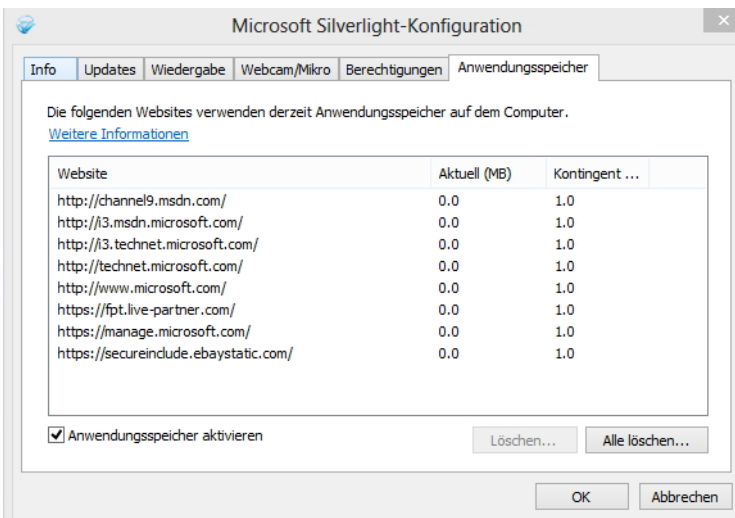 Microsoft Silverlight-Konfiguration
Info Updates Wiedergabe Webcam/Mikro Berechtigungen Anwendungsspeicher
Die folgenden Websites verwenden derzeit Anwendungsspeicher auf dem Computer.
Weitere Informationen
Website Aktuell (MB) Kontingent ...
http://channel9.msdn.com/ 0.0 1.0
http://i3.msdn.microsoft.com/ 0.0 1.0
http://i3.technet.microsoft.com/ 0.0 1.0
http://technet.microsoft.com/ 0.0 1.0
http://www.microsoft.com/ 0.0 1.0
https://fpt.live-partner.com/ 0.0 1.0
https://manage.microsoft.com/ 0.0 1.0
https://secureinclude.ebaystatic.com/ 0.0 1.0
Anwendungsspeicher aktivieren Löschen... Alle löschen...
OK Abbrechen